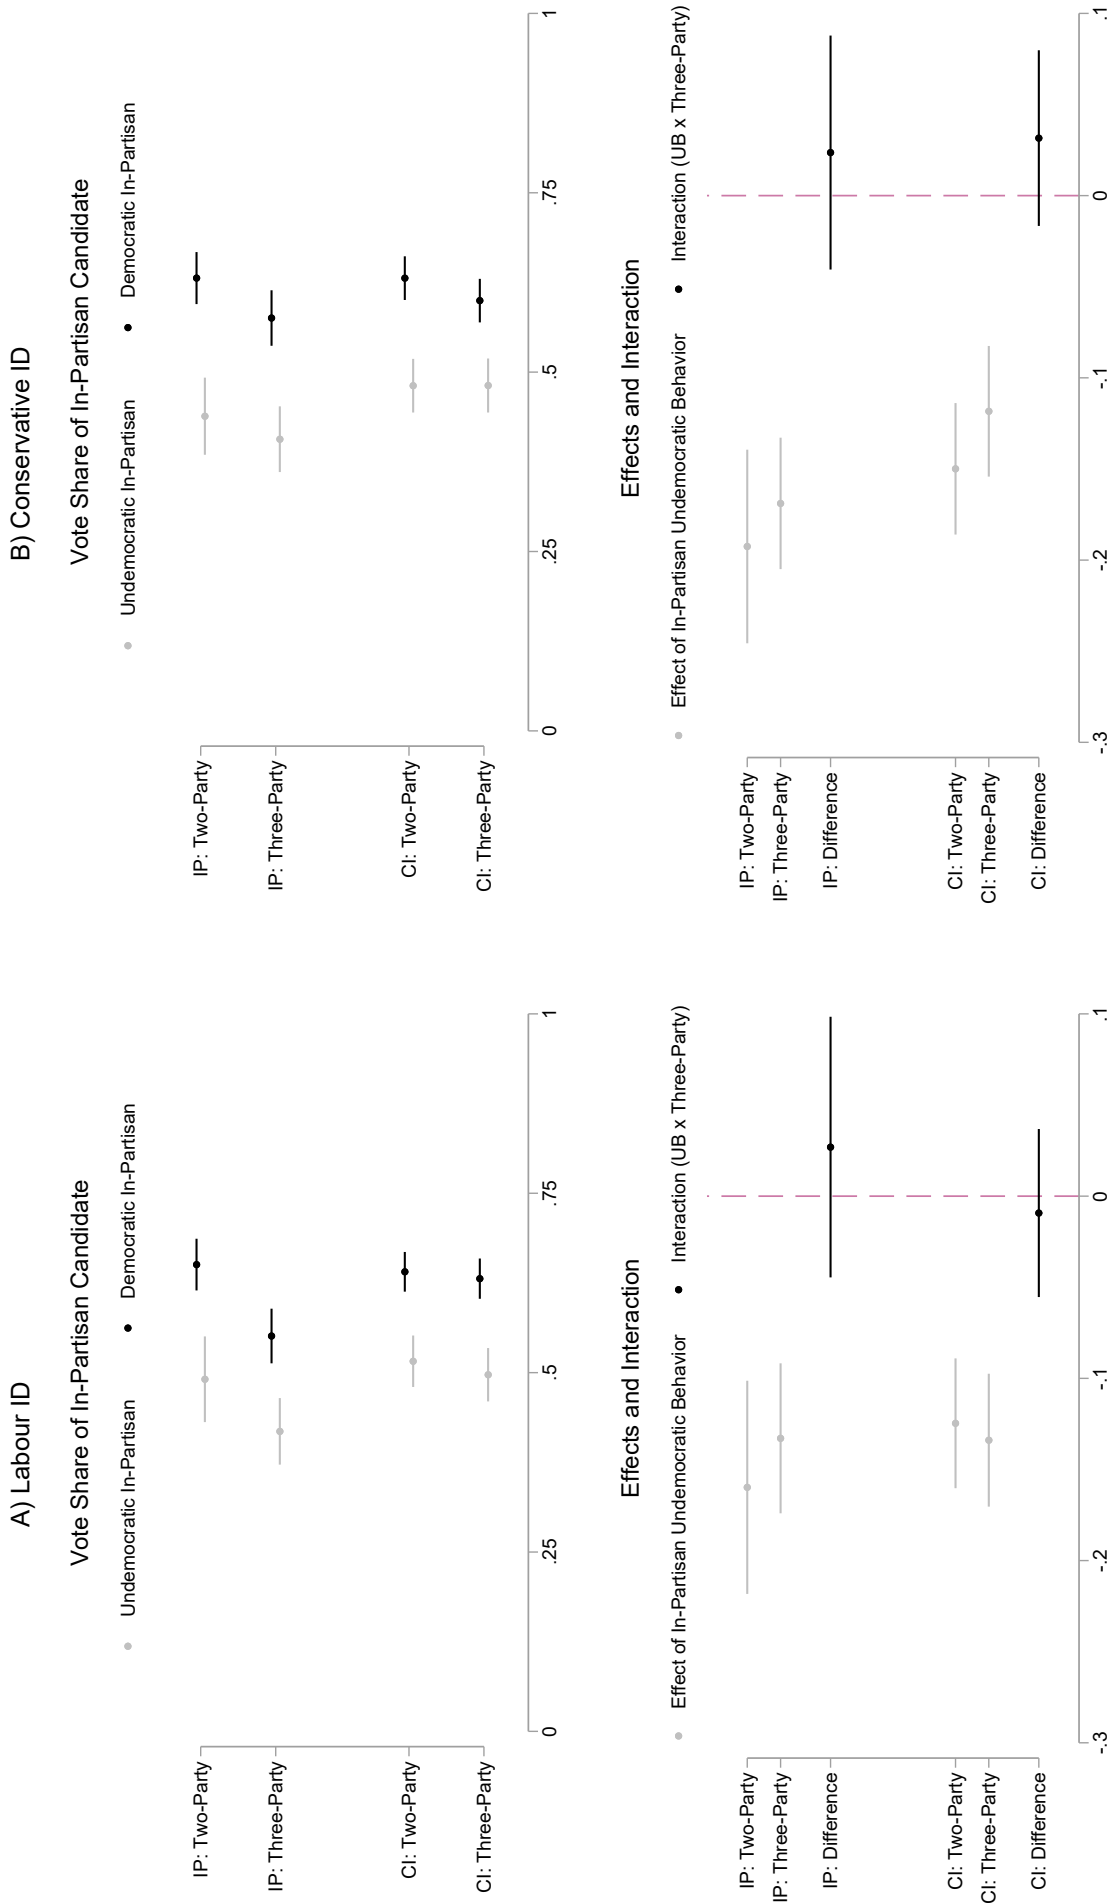 A) Labour ID
Vote Share of In-Partisan Candidate
Undemocratic In-Partisan
Democratic In-Partisan
IP: Two-Party
IP: Three-Party
CI: Two-Party
CI: Three-Party
0
.25
.5
.75
1
Effects and Interaction
Effect of In-Partisan Undemocratic Behavior
Interaction (UB x Three-Party)
IP: Two-Party
IP: Three-Party
IP: Difference
CI: Two-Party
CI: Three-Party
CI: Difference
-.3
-.2
-.1
0
.1
B) Conservative ID
Vote Share of In-Partisan Candidate
Undemocratic In-Partisan
Democratic In-Partisan
IP: Two-Party
IP: Three-Party
CI: Two-Party
CI: Three-Party
0
.25
.5
.75
1
Effects and Interaction
Effect of In-Partisan Undemocratic Behavior
Interaction (UB x Three-Party)
IP: Two-Party
IP: Three-Party
IP: Difference
CI: Two-Party
CI: Three-Party
CI: Difference
-.3
-.2
-.1
0
.1